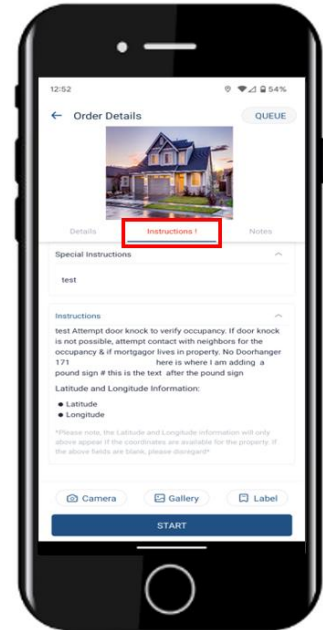 12:52 54%
Order Details QUEUE
Details Instructions ! Notes
Special Instructions
test
Instructions
test Attempt door knock to verify occupancy. If door knock
is not possible, attempt contact with neighbors for the
occupancy & if mortgagor lives in property. No Doorhanger
171 here is where I am adding a
pound sign # this is the text after the pound sign
Latitude and Longitude Information:
Latitude
Longitude
*Please note, the Latitude and Longitude information will only
above appear if the coordinates are available for the property. If
the above fields are blank, please disregard*
Camera Gallery Label
START